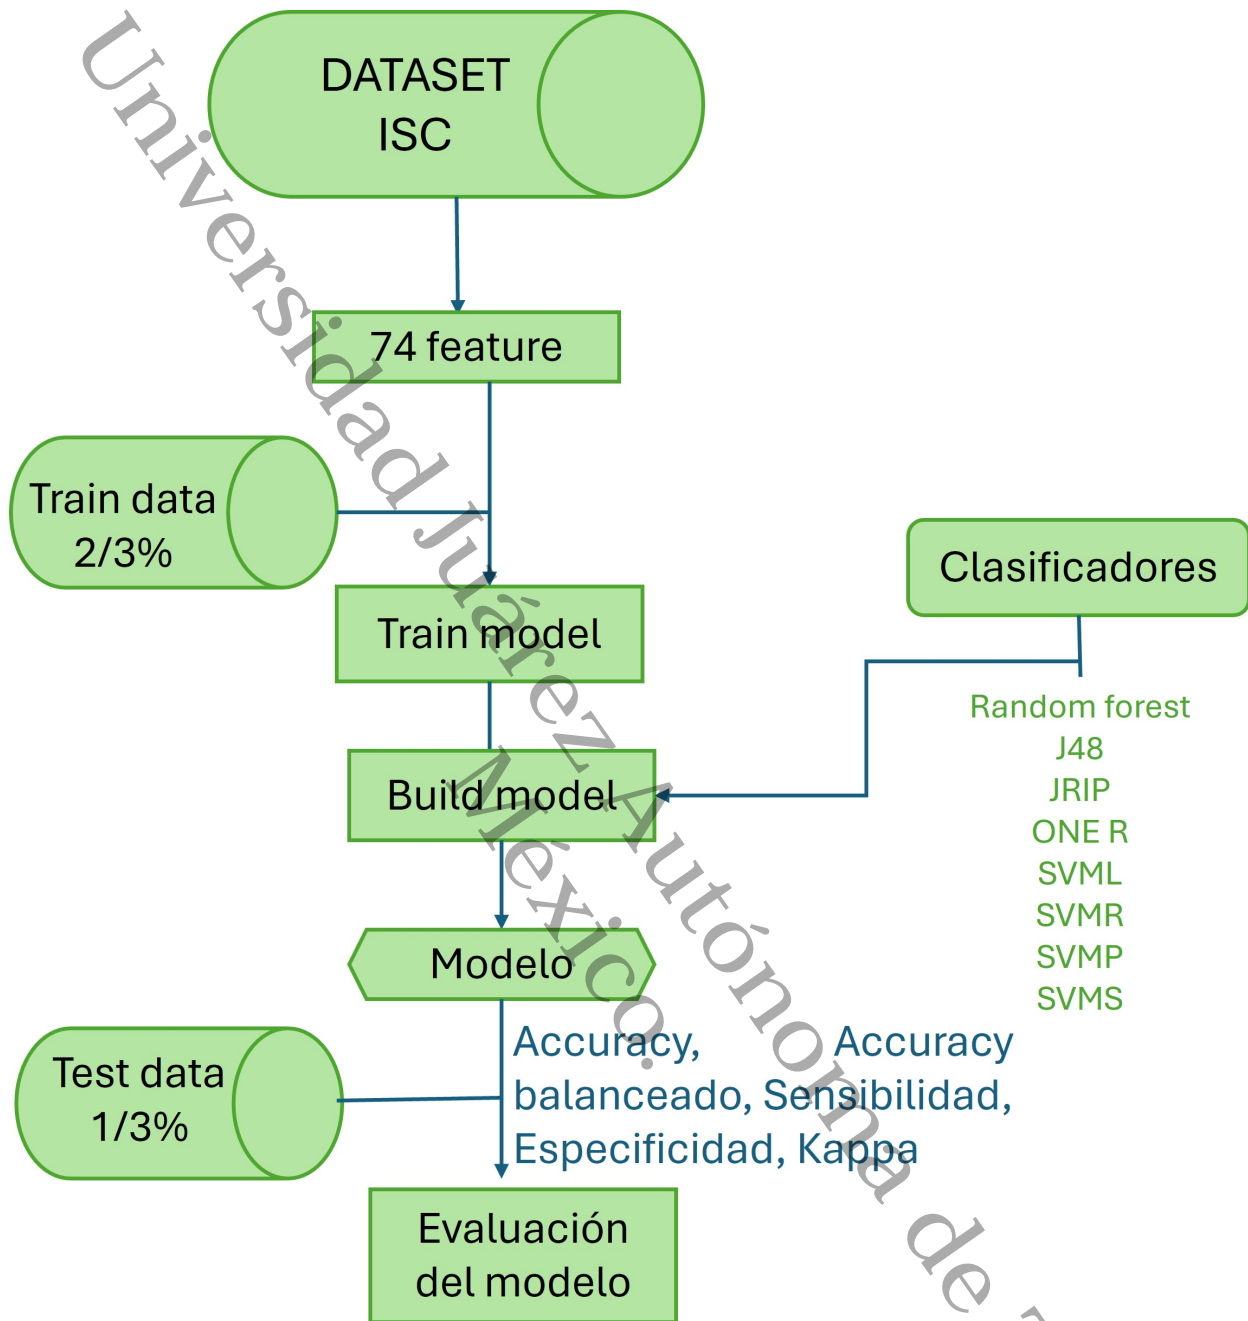 DATASET
ISC
74 feature
Train data
2/3%
Train model
Clasificadores
Random forest
J48
JRIP
ONE R
SVML
SVMR
SVMP
SVMS
Build model
Modelo
Test data
1/3%
Accuracy, Accuracy
balanceado, Sensibilidad,
Especificidad, Kappa
Evaluación
del modelo
Universidad Juárez Autónoma de
México.